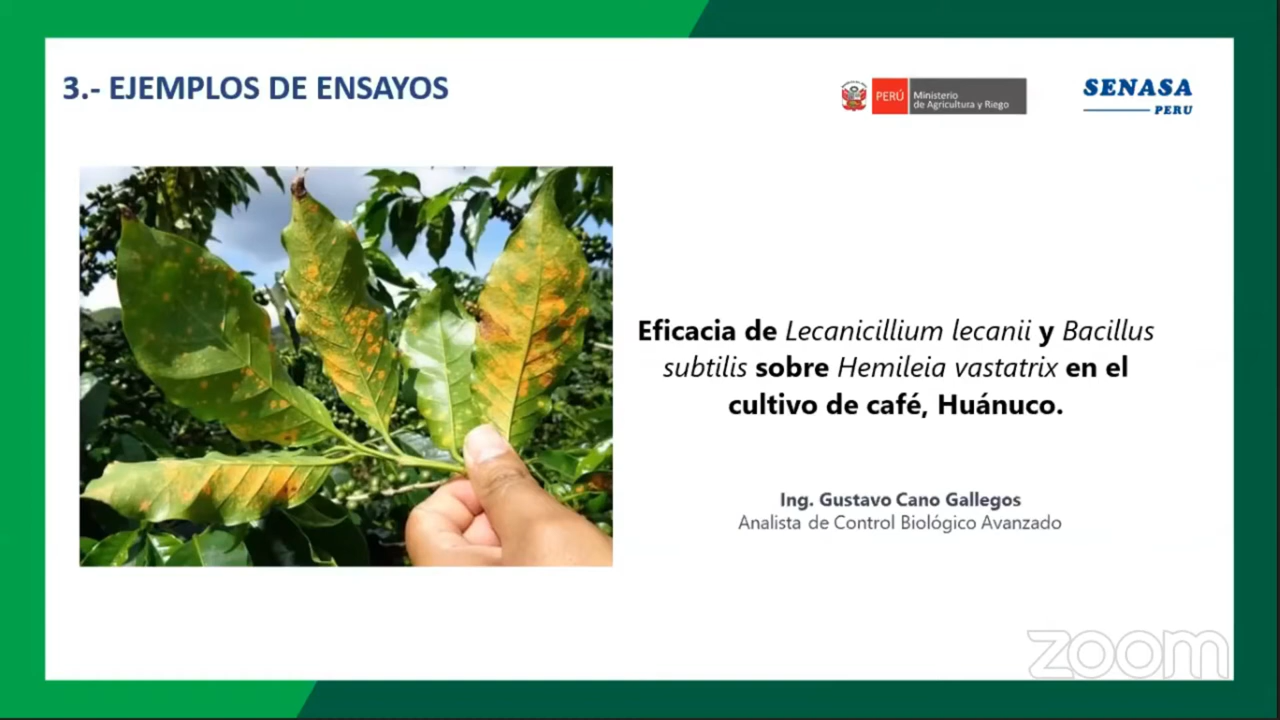 3.- EJEMPLOS DE ENSAYOS
PERÚ
Ministerio
de Agricultura y Riego
SENASA
PERU
Eficacia de Lecanicillium lecanii y Bacillus
subtilis sobre Hemileia vastatrix en el
cultivo de café, Huánuco.
Ing. Gustavo Cano Gallegos
Analista de Control Biológico Avanzado
zoom